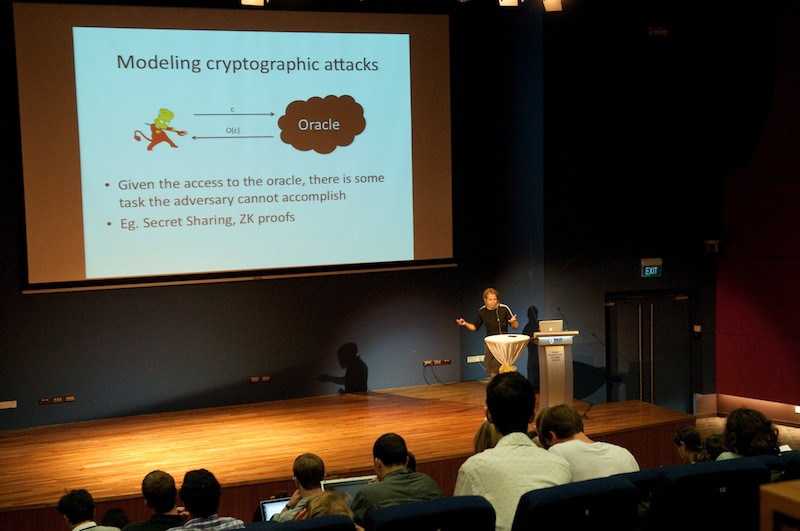 Modeling cryptographic attacks
c
O(c)
Oracle
• Given the access to the oracle, there is some
task the adversary cannot accomplish
• Eg. Secret Sharing, ZK proofs
EXIT